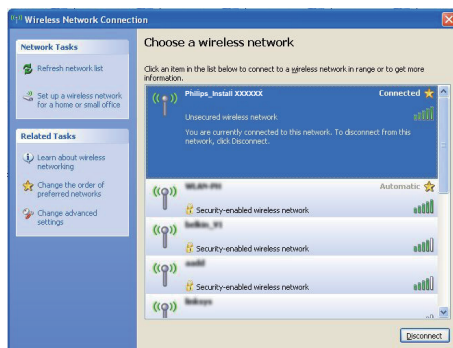 Wireless Network Connection
Network Tasks
Refresh network list
Set up a wireless network
for a home or small office
Related Tasks
Learn about wireless
networking
Change the order of
preferred networks
Change advanced
settings
Choose a wireless network
Click an item in the list below to connect to a wireless network in range or to get more
information.
Philips_Install XXXXXX
Connected
Unsecured wireless network
You are currently connected to this network. To disconnect from this
network, click Disconnect.
Automatic
Security-enabled wireless network
Security-enabled wireless network
Security-enabled wireless network
Disconnect